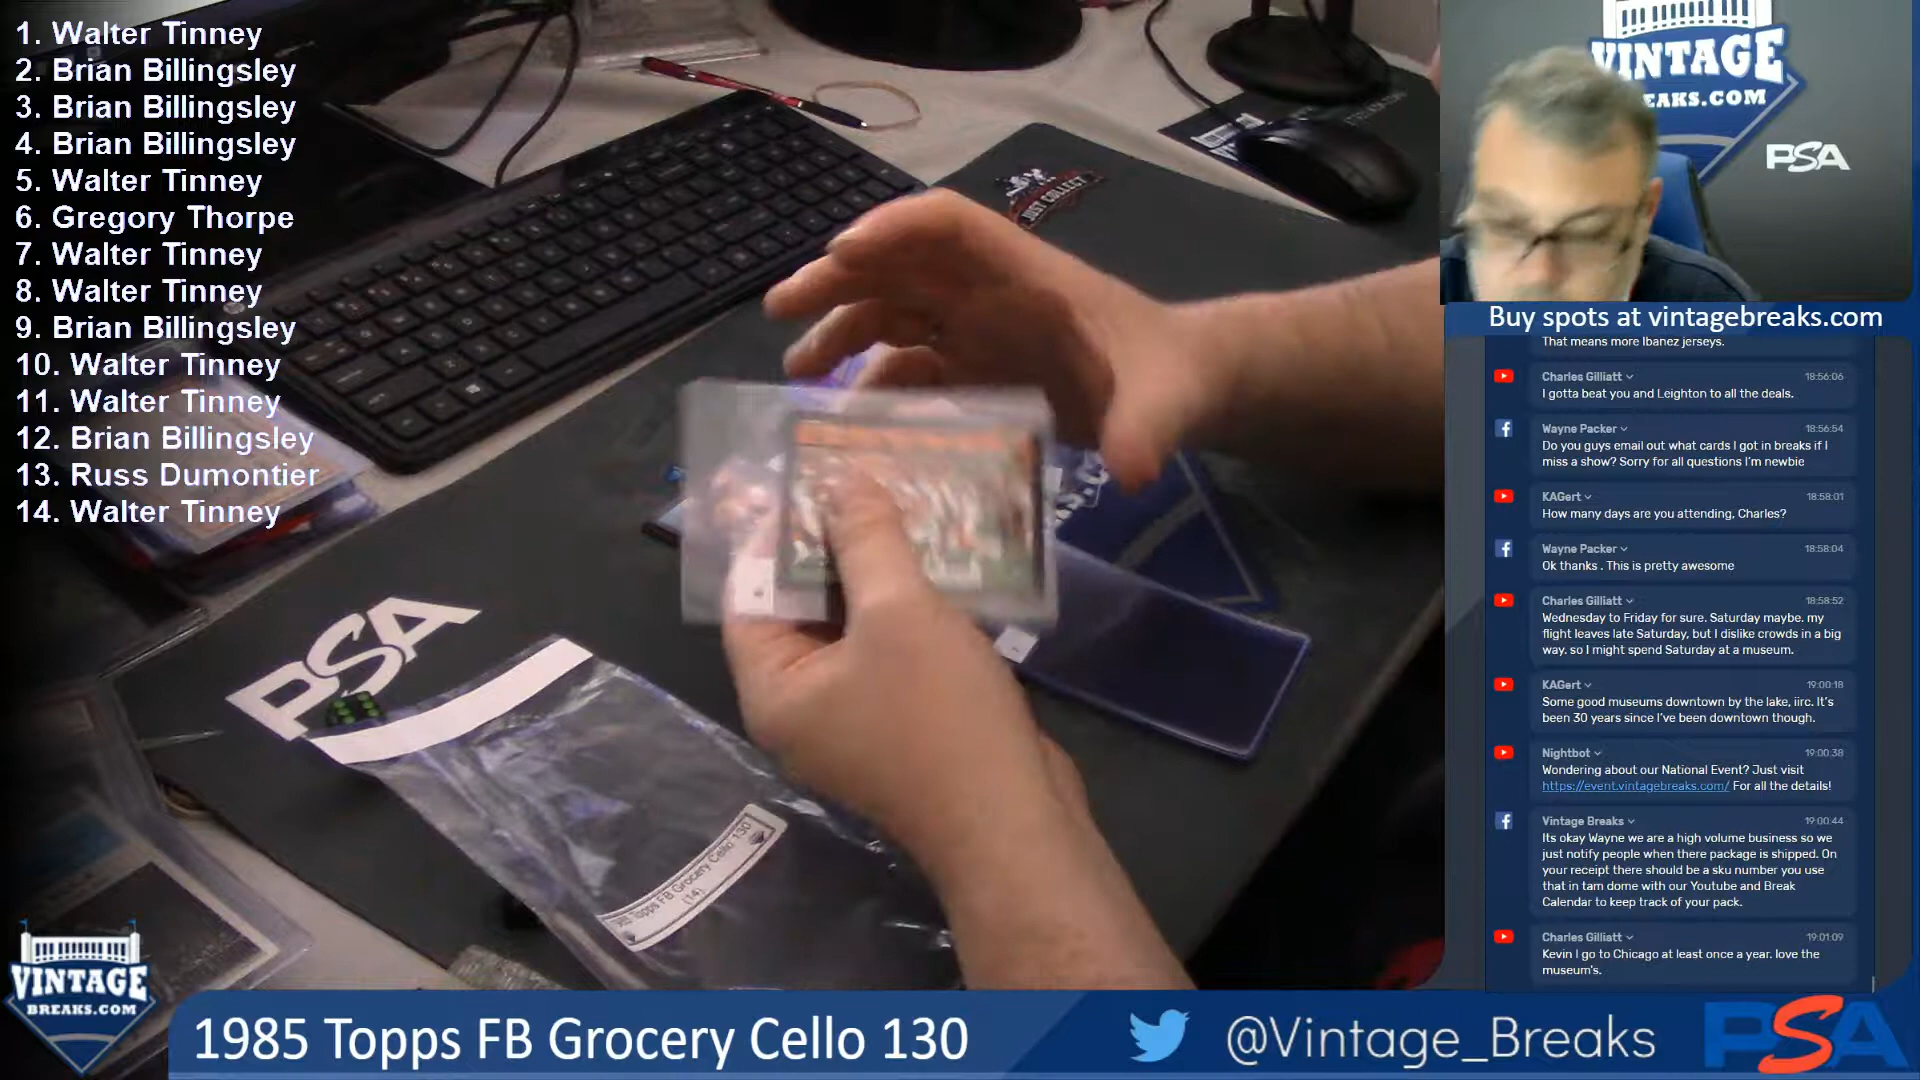 1. Walter Tinney
2. Brian Billingsley
3. Brian Billingsley
4. Brian Billingsley
5. Walter Tinney
6. Gregory Thorpe
7. Walter Tinney
8. Walter Tinney
9. Brian Billingsley
10. Walter Tinney
11. Walter Tinney
12. Brian Billingsley
13. Russ Dumontier
14. Walter Tinney
JUST COLLECT
PSA
Topps FB Grocery Cello 130
(14)
VINTAGE
EAKS.COM
PSA
Buy spots at vintagebreaks.com
That means more Ibanez jerseys.
Charles Gilliatt 18:56:06
I gotta beat you and Leighton to all the deals.
Wayne Packer 18:56:54
Do you guys email out what cards I got in breaks if I
miss a show? Sorry for all questions I'm newbie
KAGert 18:58:01
How many days are you attending, Charles?
Wayne Packer 18:58:04
Ok thanks . This is pretty awesome
Charles Gilliatt 18:58:52
Wednesday to Friday for sure. Saturday maybe. my
flight leaves late Saturday, but I dislike crowds in a big
way. so I might spend Saturday at a museum.
KAGert 19:00:18
Some good museums downtown by the lake, iirc. It's
been 30 years since I've been downtown though.
Nightbot 19:00:38
Wondering about our National Event? Just visit
https://event.vintagebreaks.com/ For all the details!
Vintage Breaks 19:00:44
Its okay Wayne we are a high volume business so we
just notify people when there package is shipped. On
your receipt there should be a sku number you use
that in tam dome with our Youtube and Break
Calendar to keep track of your pack.
Charles Gilliatt 19:01:09
Kevin I go to Chicago at least once a year. love the
museum's.
VINTAGE
BREAKS.COM
1985 Topps FB Grocery Cello 130
@Vintage_Breaks
PSA